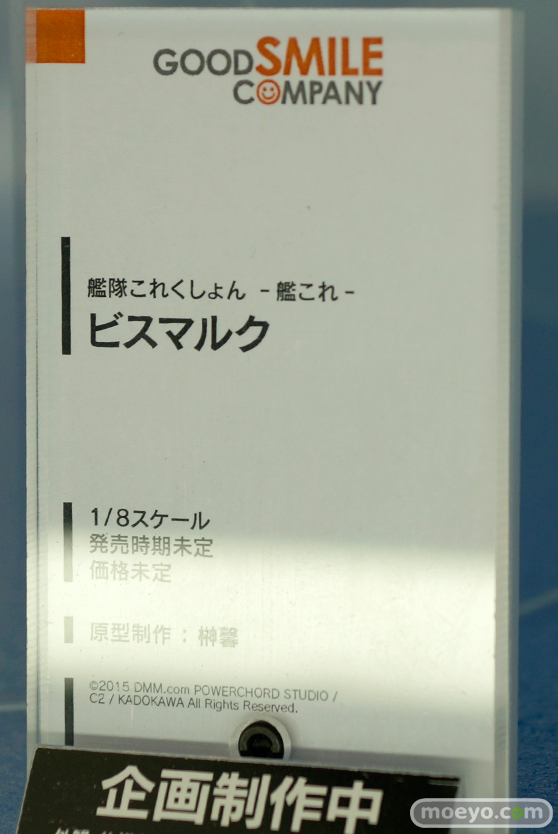 GOODSMILE
COMPANY
艦隊これくしょん -艦これ-
ビスマルク
1/8スケール
発売時期未定
価格未定
原型制作：榊馨
©2015 DMM.com POWERCHORD STUDIO /
C2 / KADOKAWA All Rights Reserved.
企画制作中
moeyo.com